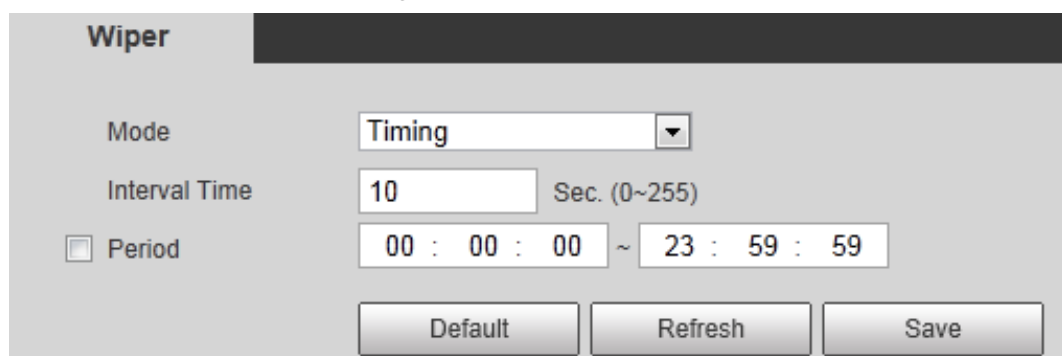 Wiper
Mode Timing
Interval Time 10 Sec. (0~255)
Period 00 : 00 : 00 ~ 23 : 59 : 59
Default Refresh Save